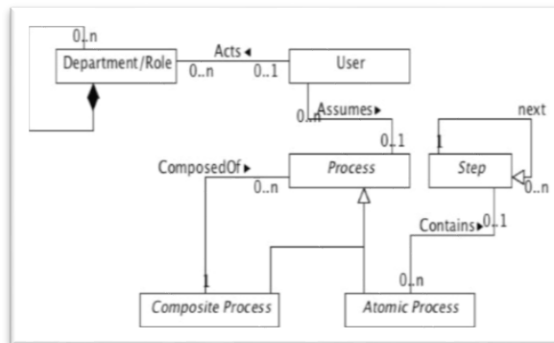 0..n
Department/Role
Acts◄
0..n
0..1
User
0..n
Assumes►
0..1
next
ComposedOf►
0..n
Process
1
Step
0..n
Contains►
0..1
1
0..n
Composite Process
Atomic Process